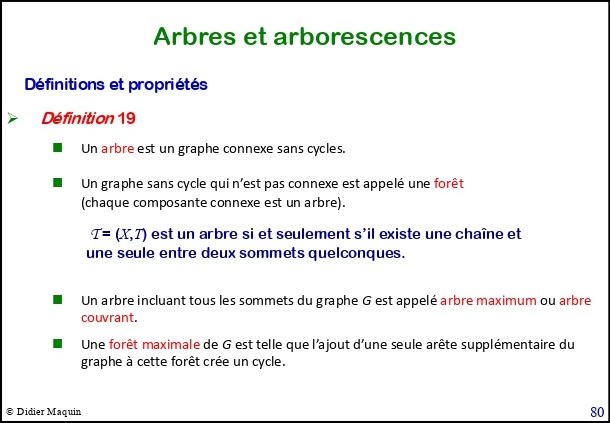 Arbres et arborescences
Définitions et propriétés
Définition 19
Un arbre est un graphe connexe sans cycles.
Un graphe sans cycle qui n’est pas connexe est appelé une forêt
(chaque composante connexe est un arbre).
T = (X,T) est un arbre si et seulement s’il existe une chaîne et
une seule entre deux sommets quelconques.
Un arbre incluant tous les sommets du graphe G est appelé arbre maximum ou arbre
couvrant.
Une forêt maximale de G est telle que l’ajout d’une seule arête supplémentaire du
graphe à cette forêt crée un cycle.
© Didier Maquin
80